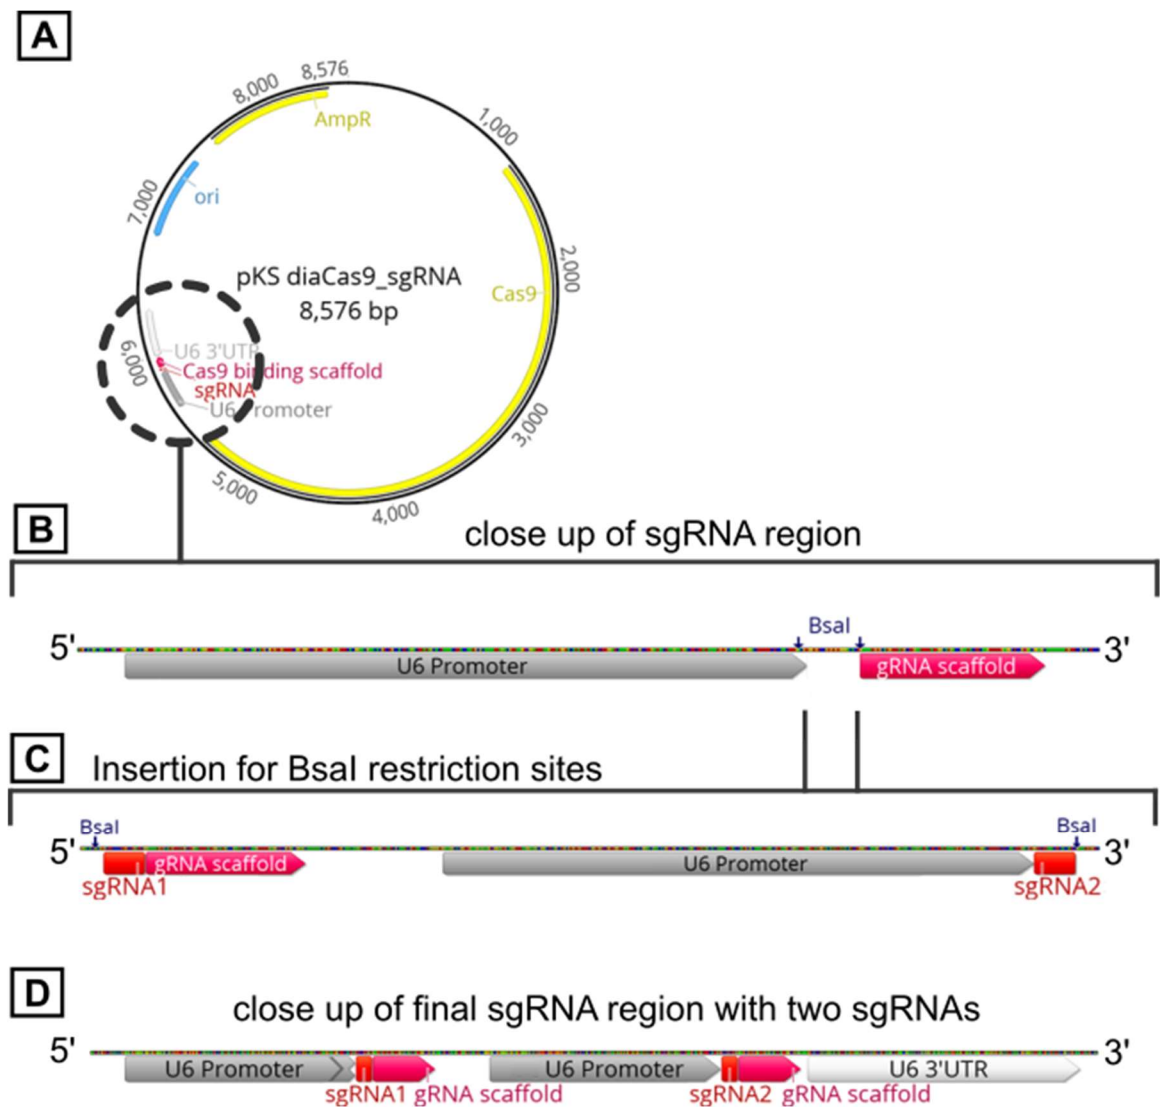 A
8,576
8,000
AmpR
1,000
7,000
ori
2,000
pKS diaCas9_sgRNA
8,576 bp
Cas9
6,000
U6 3'UTR
Cas9 binding scaffold
sgRNA
U6 Promoter
3,000
5,000
4,000
B
close up of sgRNA region
BsaI
5'
3'
U6 Promoter
gRNA scaffold
C
Insertion for BsaI restriction sites
BsaI
BsaI
5'
3'
gRNA scaffold
U6 Promoter
sgRNA1
sgRNA2
D
close up of final sgRNA region with two sgRNAs
5'
3'
U6 Promoter
U6 Promoter
U6 3'UTR
sgRNA1 gRNA scaffold
sgRNA2 gRNA scaffold